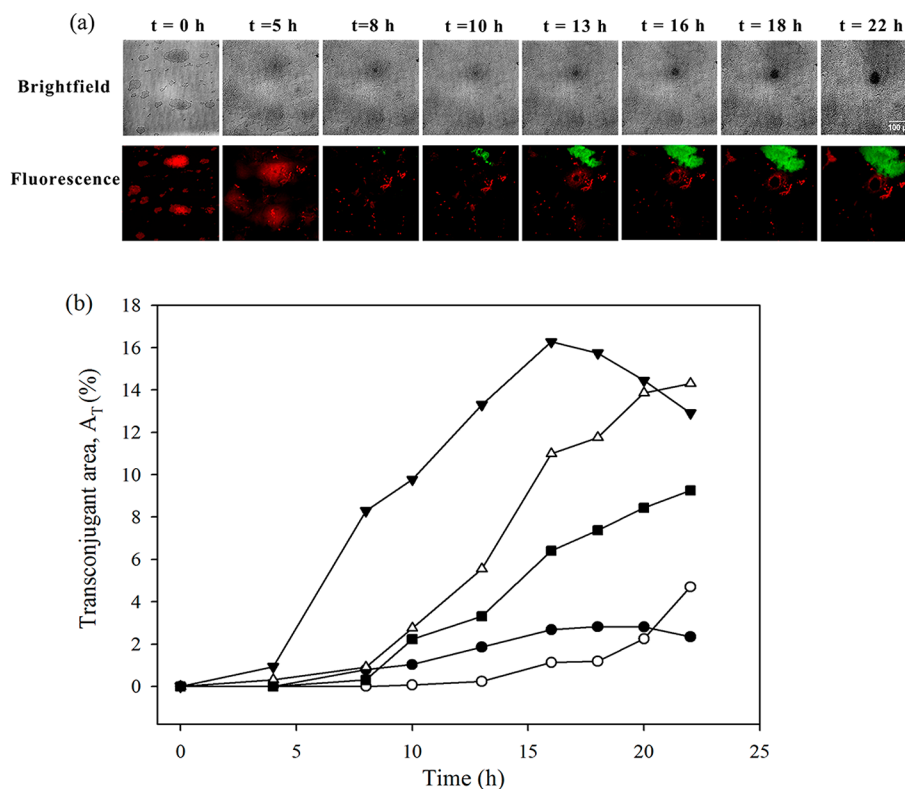 (a)
t = 0 h t =5 h t=8 h t =10 h t =13 h t =16 h t =18 h t = 22 h
Brightfield
100 µ
Fluorescence
(b)
18
16
14
12
10
8
6
4
2
0
Transconjugant area, A_T (%)
0 5 10 15 20 25
Time (h)